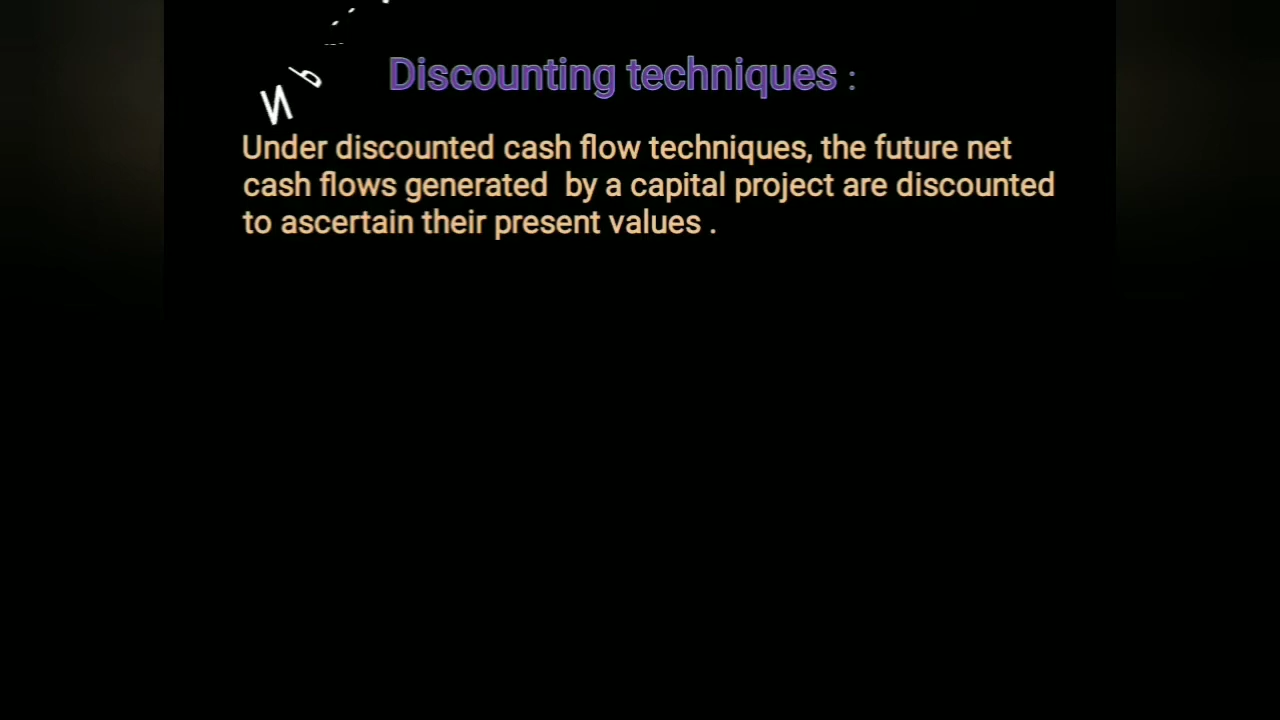 Discounting techniques :
Under discounted cash flow techniques, the future net
cash flows generated by a capital project are discounted
to ascertain their present values .